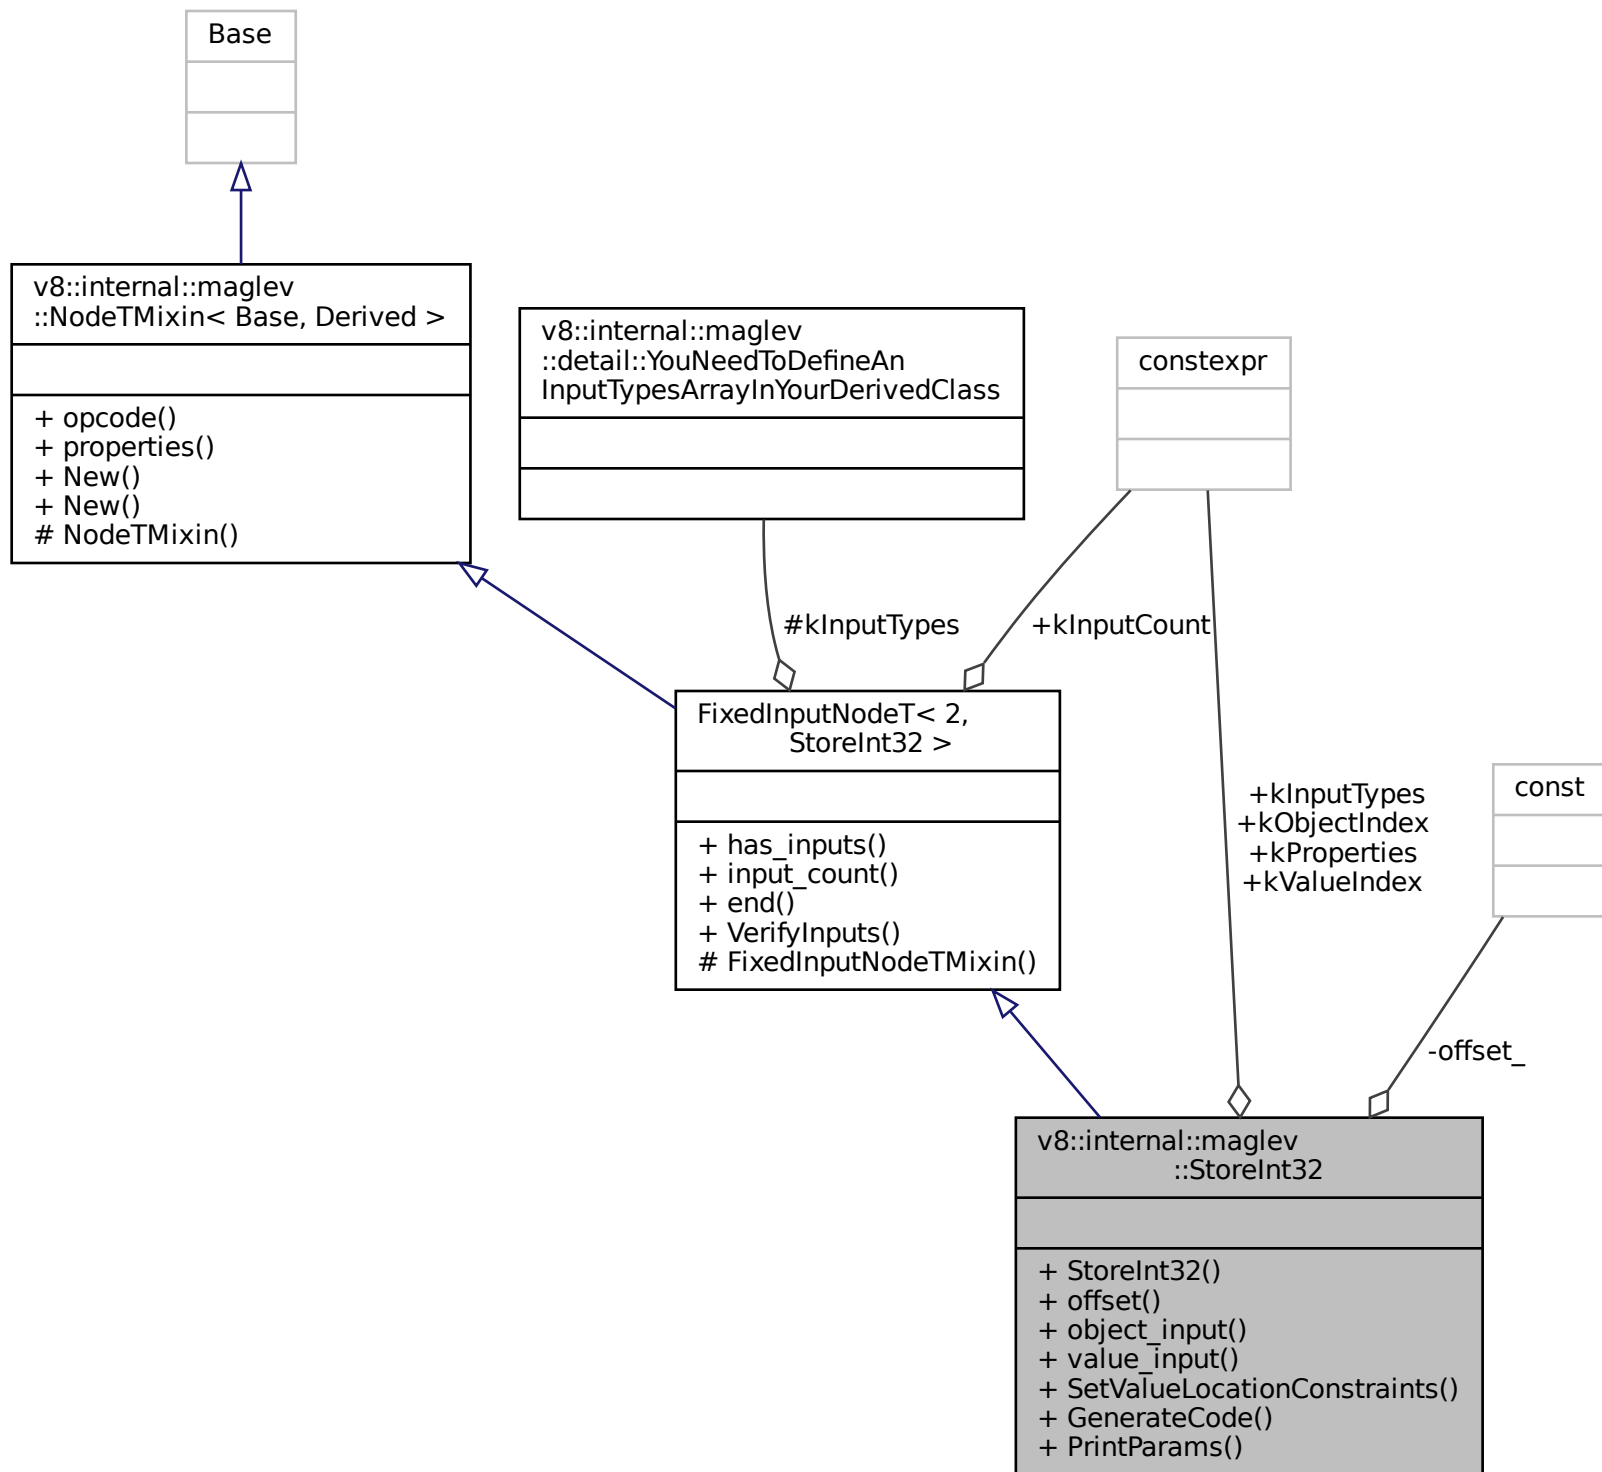 Base
v8::internal::maglev
::NodeTMixin< Base, Derived >
+ opcode()
+ properties()
+ New()
+ New()
# NodeTMixin()
v8::internal::maglev
::detail::YouNeedToDefineAn
InputTypesArrayInYourDerivedClass
constexpr
#kInputTypes
+kInputCount
FixedInputNodeT< 2,
StoreInt32 >
+ has_inputs()
+ input_count()
+ end()
+ VerifyInputs()
# FixedInputNodeTMixin()
+kInputTypes
+kObjectIndex
+kProperties
+kValueIndex
const
-offset_
v8::internal::maglev
::StoreInt32
+ StoreInt32()
+ offset()
+ object_input()
+ value_input()
+ SetValueLocationConstraints()
+ GenerateCode()
+ PrintParams()